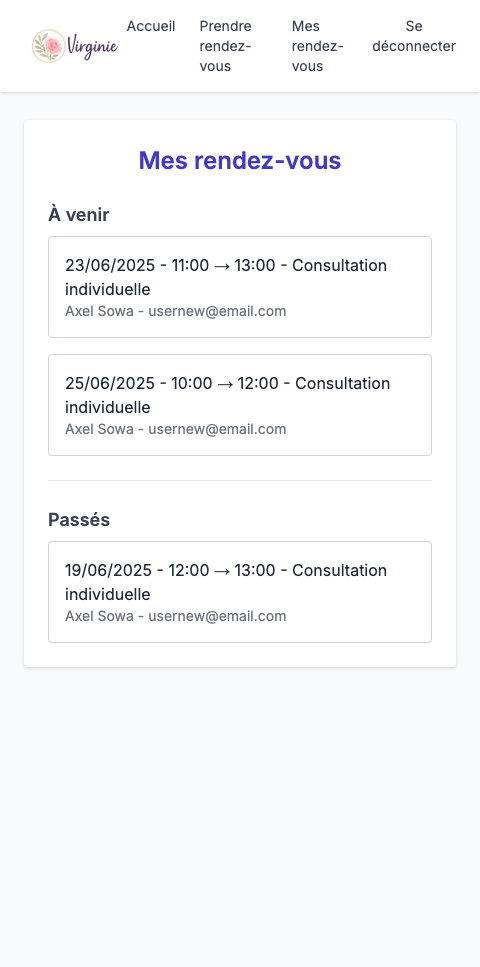 Virginie
Accueil
Prendre
rendez-
vous
Mes
rendez-
vous
Se
déconnecter
Mes rendez-vous
À venir
23/06/2025 - 11:00 → 13:00 - Consultation
individuelle
Axel Sowa - usernew@email.com
25/06/2025 - 10:00 → 12:00 - Consultation
individuelle
Axel Sowa - usernew@email.com
Passés
19/06/2025 - 12:00 → 13:00 - Consultation
individuelle
Axel Sowa - usernew@email.com